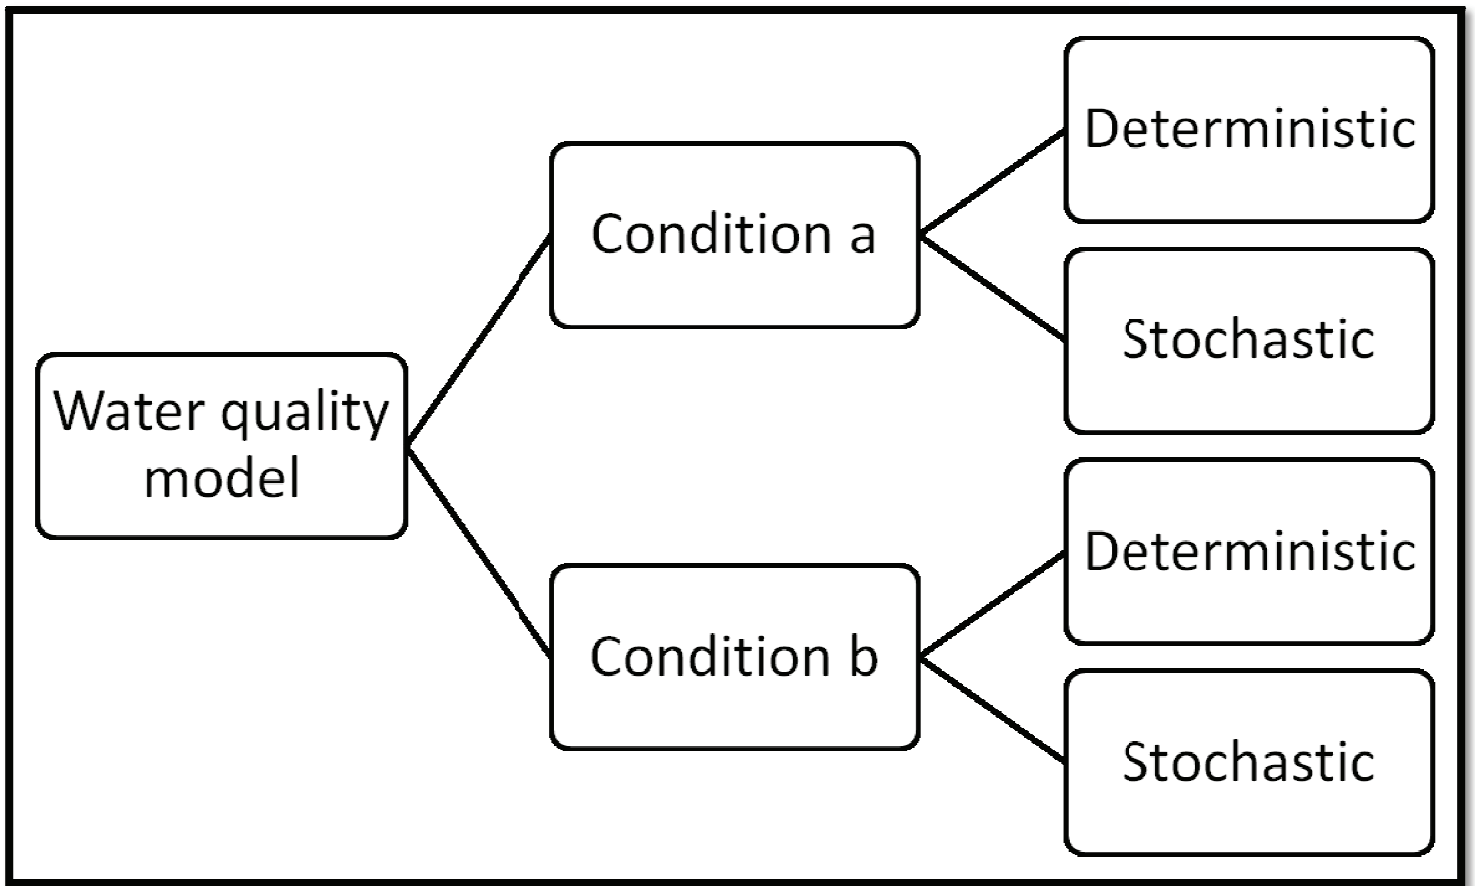 Water quality
model
Condition a
Deterministic
Stochastic
Condition b
Deterministic
Stochastic